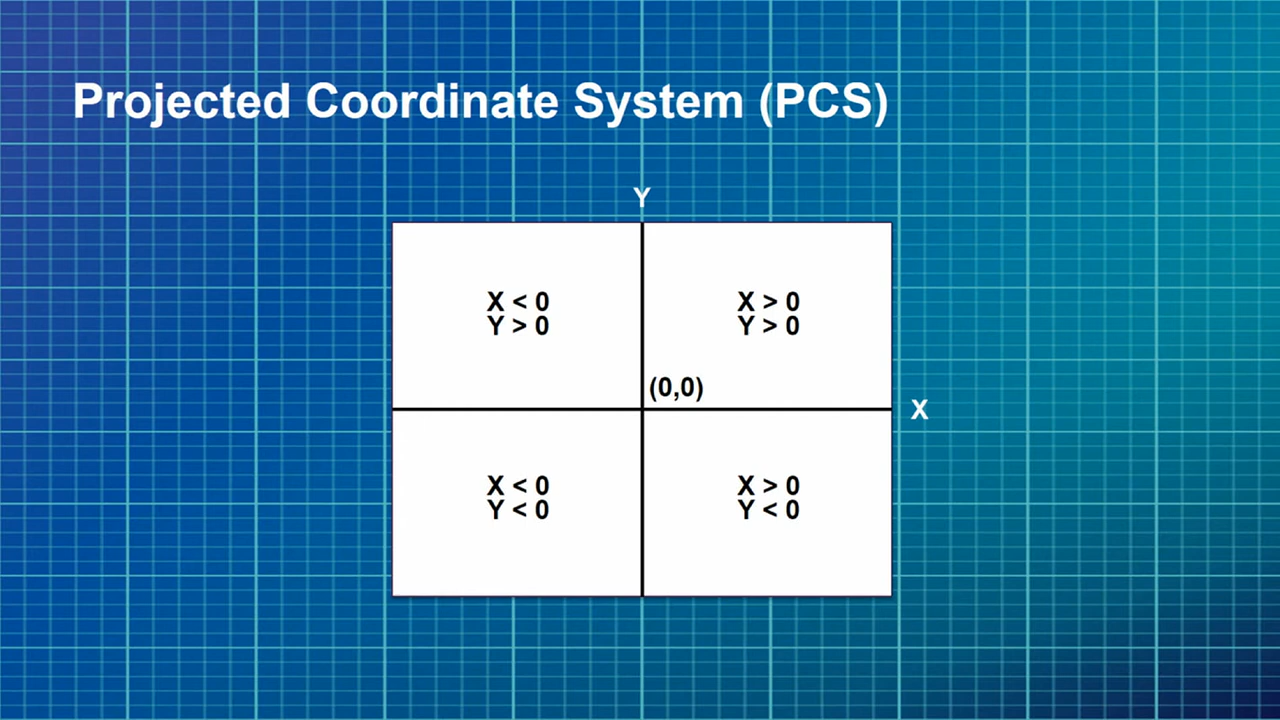 Projected Coordinate System (PCS)
Y
X < 0
Y > 0
X > 0
Y > 0
(0,0)
X
X < 0
Y < 0
X > 0
Y < 0